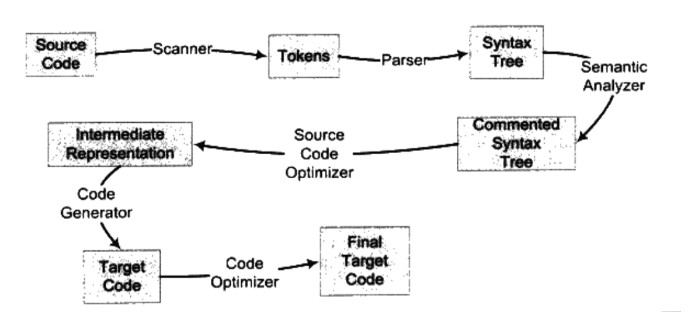 Source
Code
Scanner
Tokens
Parser
Syntax
Tree
Semantic
Analyzer
Commented
Syntax
Tree
Source
Code
Optimizer
Intermediate
Representation
Code
Generator
Target
Code
Code
Optimizer
Final
Target
Code